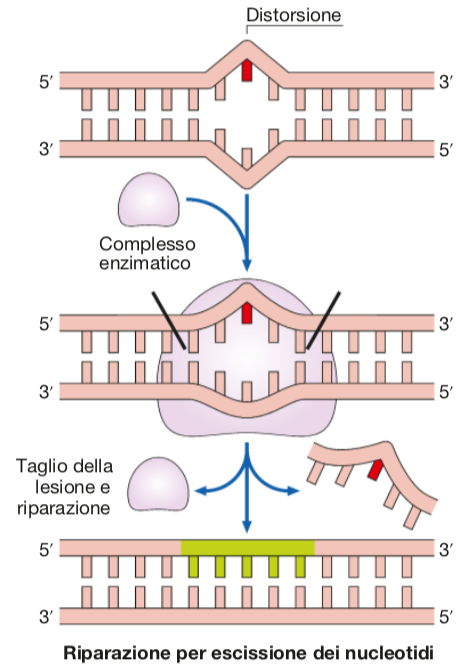 Distorsione
5′ 3′
3′ 5′
Complesso
enzimatico
5′ 3′
3′ 5′
Taglio della
lesione e
riparazione
5′ 3′
3′ 5′
Riparazione per escissione dei nucleotidi